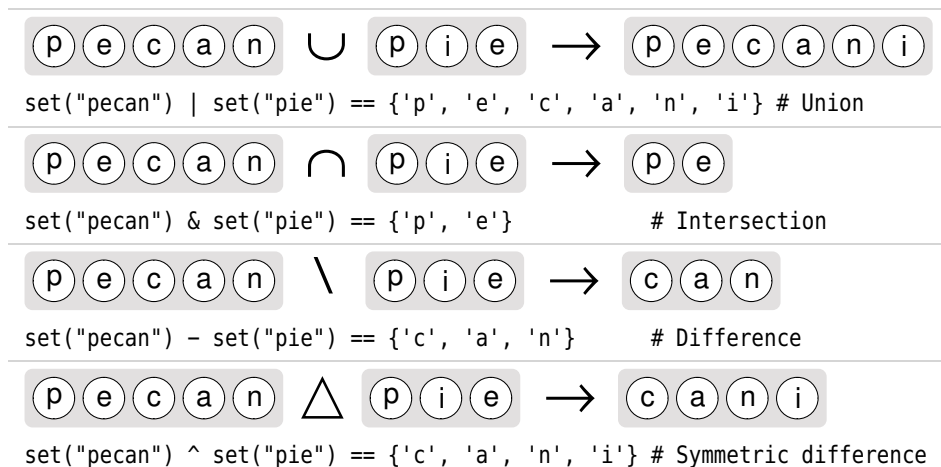 p e c a n ∪ p i e → p e c a n i
set("pecan") | set("pie") == {'p', 'e', 'c', 'a', 'n', 'i'} # Union
p e c a n ∩ p i e → p e
set("pecan") & set("pie") == {'p', 'e'} # Intersection
p e c a n \ p i e → c a n
set("pecan") − set("pie") == {'c', 'a', 'n'} # Difference
p e c a n △ p i e → c a n i
set("pecan") ^ set("pie") == {'c', 'a', 'n', 'i'} # Symmetric difference